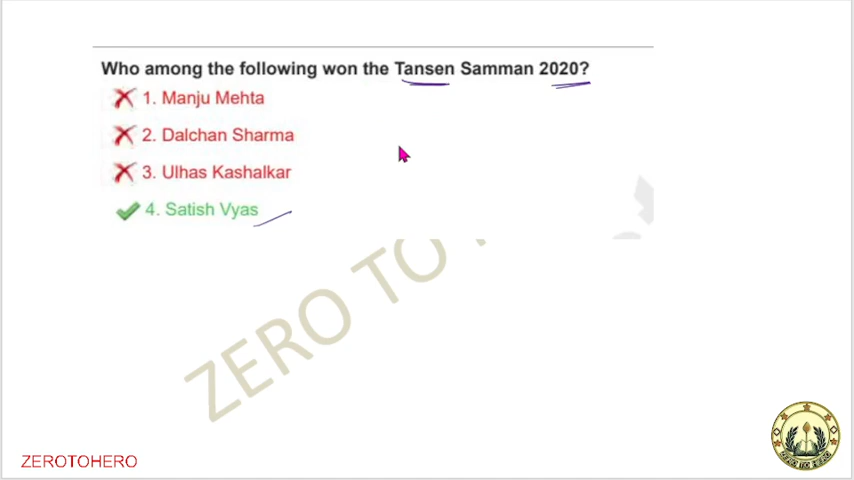 Who among the following won the Tansen Samman 2020?
1. Manju Mehta
2. Dalchan Sharma
3. Ulhas Kashalkar
4. Satish Vyas
ZERO TO
ZEROTOHERO